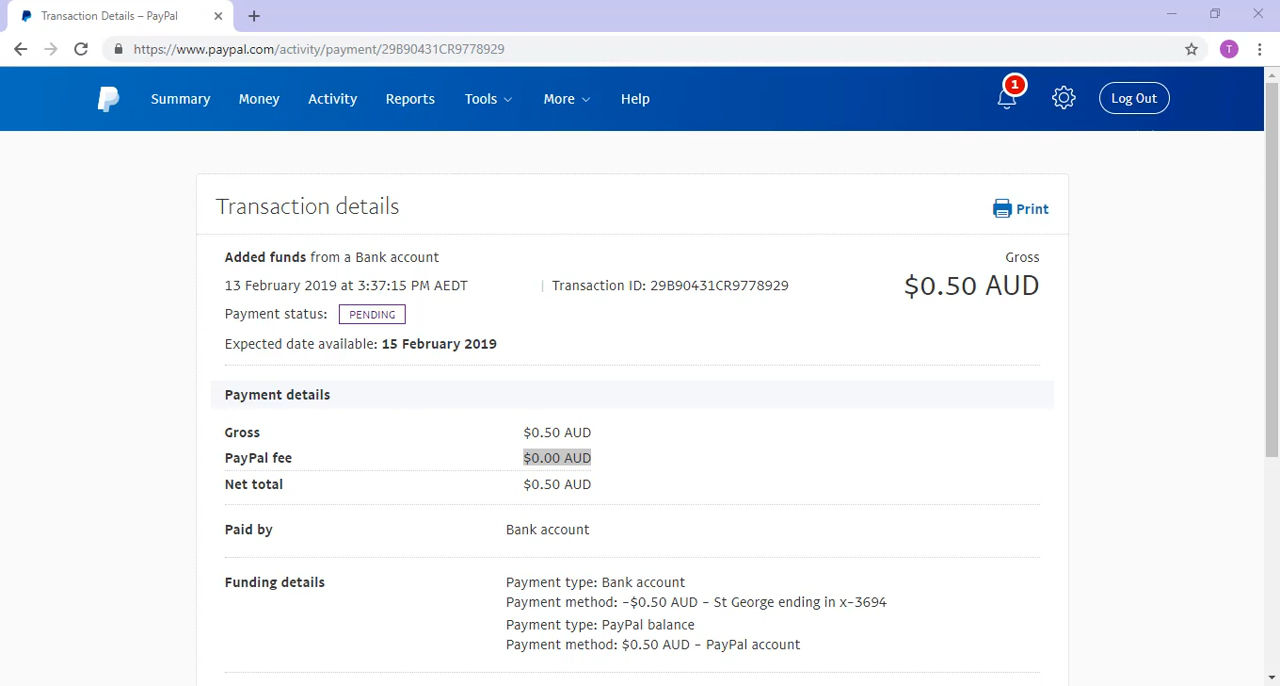 Transaction Details – PayPal
https://www.paypal.com/activity/payment/29B90431CR9778929
T
Summary
Money
Activity
Reports
Tools
More
Help
1
Log Out
Transaction details
Print
Added funds from a Bank account
Gross
13 February 2019 at 3:37:15 PM AEDT | Transaction ID: 29B90431CR9778929
$0.50 AUD
Payment status: PENDING
Expected date available: 15 February 2019
Payment details
Gross $0.50 AUD
PayPal fee $0.00 AUD
Net total $0.50 AUD
Paid by Bank account
Funding details Payment type: Bank account
Payment method: -$0.50 AUD - St George ending in x-3694
Payment type: PayPal balance
Payment method: $0.50 AUD - PayPal account